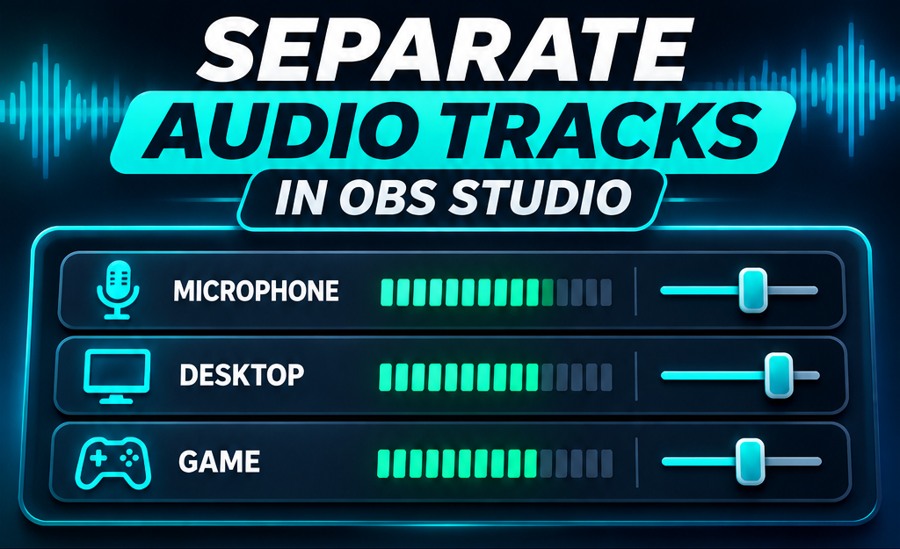 SEPARATE
AUDIO TRACKS
IN OBS STUDIO
MICROPHONE
DESKTOP
GAME